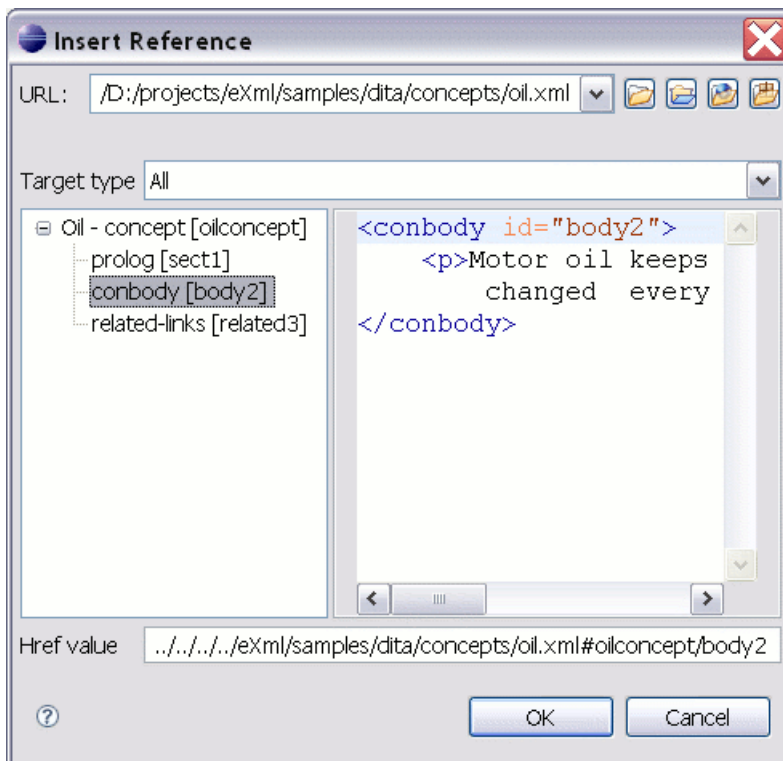 Insert Reference
URL: /D:/projects/eXml/samples/dita/concepts/oil.xml
Target type All
Oil - concept [oilconcept]
prolog [sect1]
conbody [body2]
related-links [related3]
<conbody id="body2">
<p>Motor oil keeps
changed every
</conbody>
Href value ../../../../eXml/samples/dita/concepts/oil.xml#oilconcept/body2
?
OK Cancel